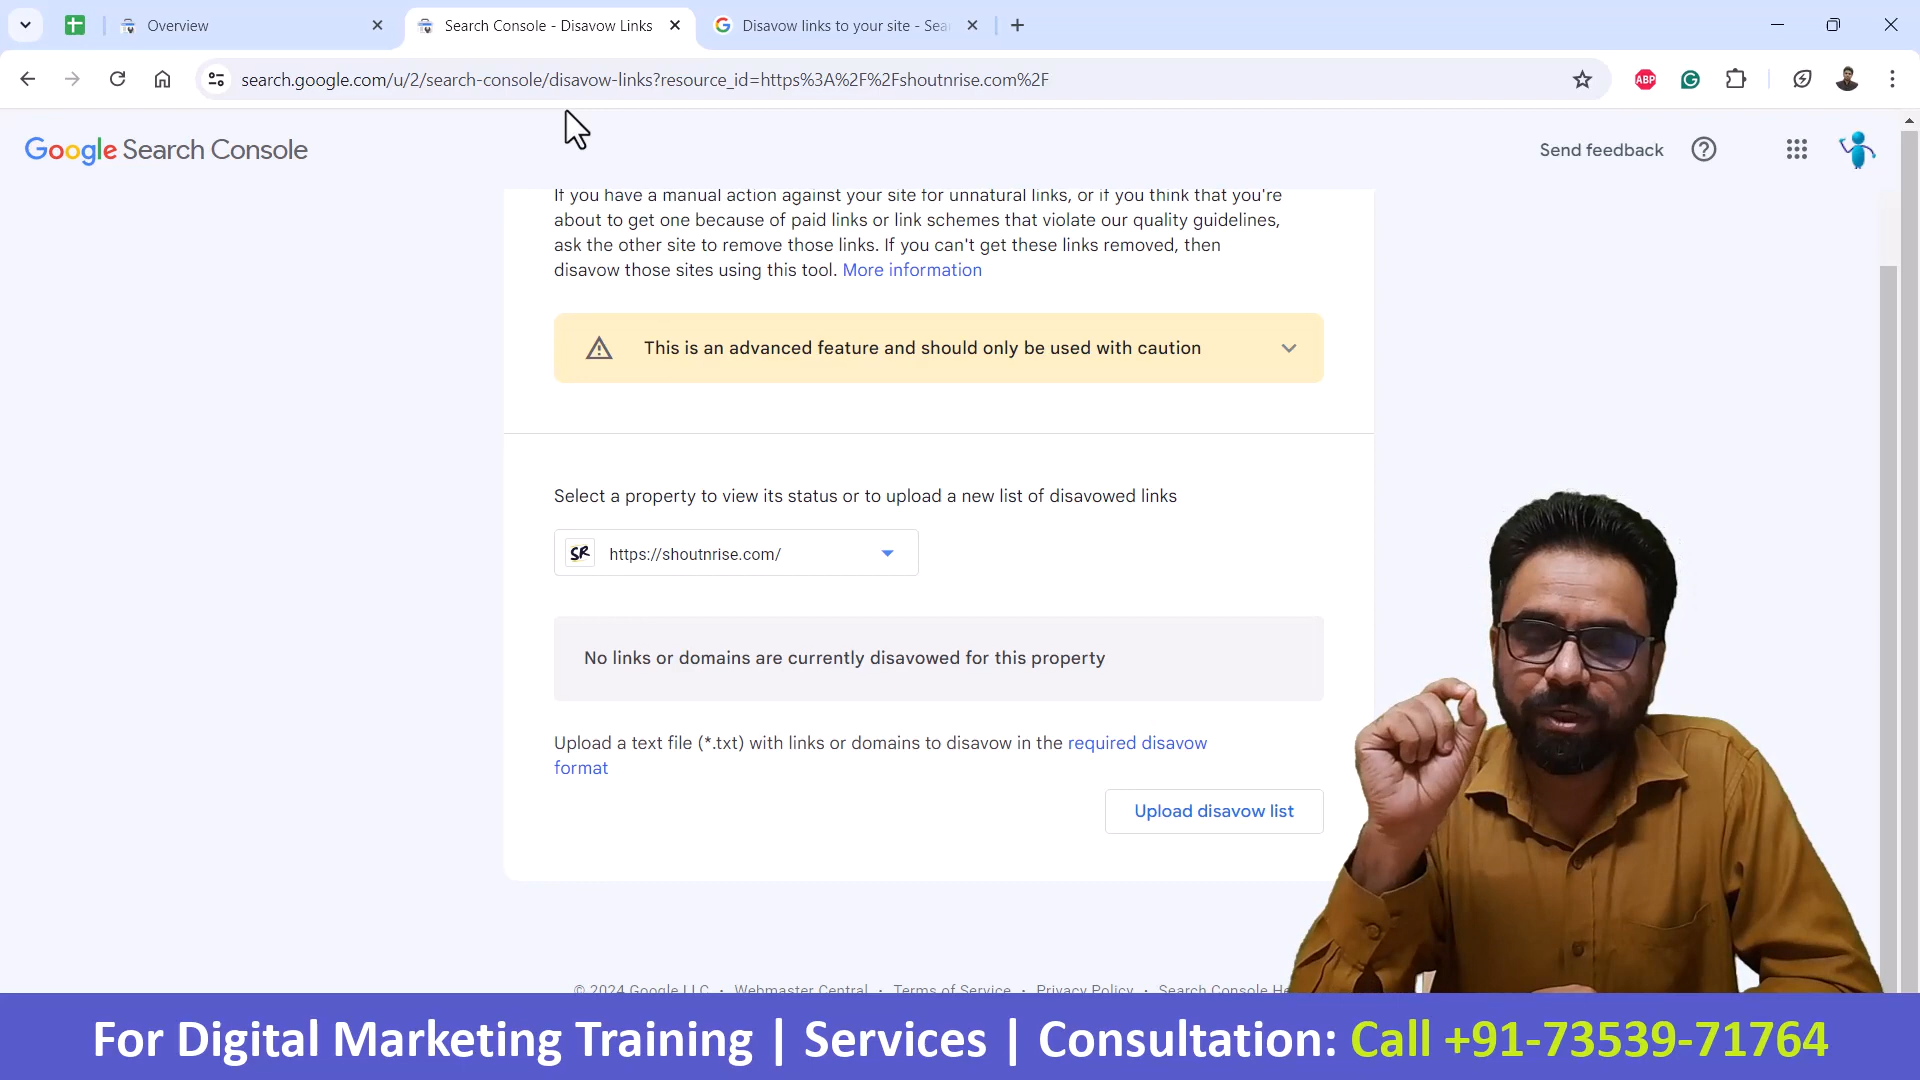 Overview
Search Console - Disavow Links
Disavow links to your site - Sea
search.google.com/u/2/search-console/disavow-links?resource_id=https%3A%2F%2Fshoutnrise.com%2F
ABP
Google Search Console
Send feedback
If you have a manual action against your site for unnatural links, or if you think that you're
about to get one because of paid links or link schemes that violate our quality guidelines,
ask the other site to remove those links. If you can't get these links removed, then
disavow those sites using this tool. More information
This is an advanced feature and should only be used with caution
Select a property to view its status or to upload a new list of disavowed links
SR https://shoutnrise.com/
No links or domains are currently disavowed for this property
Upload a text file (*.txt) with links or domains to disavow in the required disavow
format
Upload disavow list
© 2024 Google LLC • Webmaster Central • Terms of Service • Privacy Policy • Search Console He
For Digital Marketing Training | Services | Consultation: Call +91-73539-71764